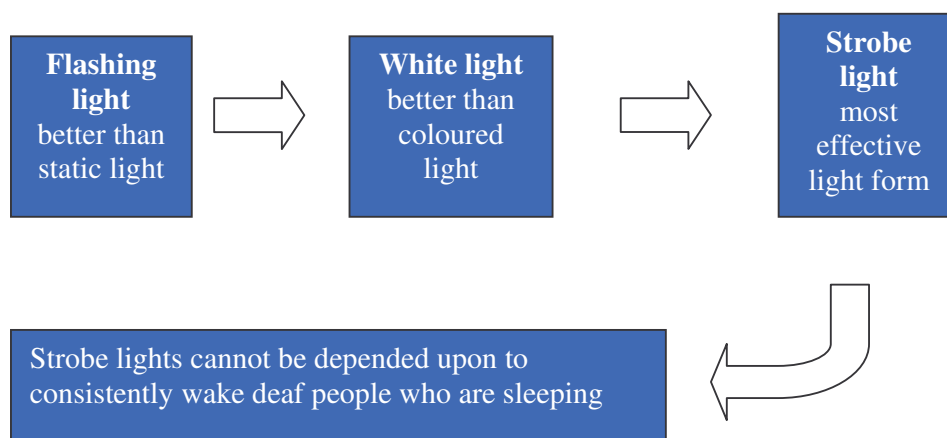 Flashing
light
better than
static light
White light
better than
coloured
light
Strobe
light
most
effective
light form
Strobe lights cannot be depended upon to
consistently wake deaf people who are sleeping